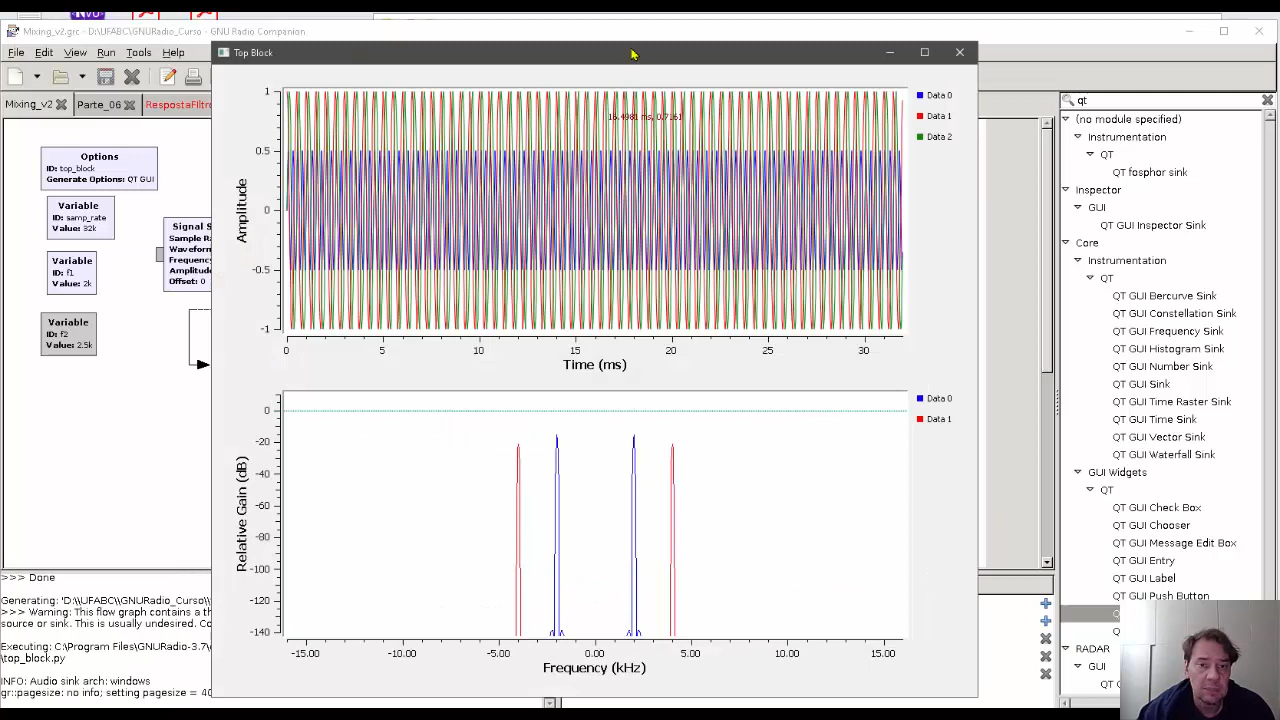 Mixing_v2.grc - D:\UFABC\GNURadio_Curso - GNU Radio Companion
File Edit View Run Tools Help
Mixing_v2
Parte_06
RespostaFiltro
Options
ID: top_block
Generate Options: QT GUI
Variable
ID: samp_rate
Value: 32k
Variable
ID: f1
Value: 2k
Variable
ID: f2
Value: 2.5k
Signal S
Sample Ra
Waveform
Frequency
Amplitude
Offset: 0
Top Block
Amplitude
1
0.5
0
-0.5
-1
16.4981 ms, 0.7161
0 5 10 15 20 25 30
Time (ms)
Data 0
Data 1
Data 2
Relative Gain (dB)
0
-20
-40
-60
-80
-100
-120
-140
-15.00 -10.00 -5.00 0.00 5.00 10.00 15.00
Frequency (kHz)
Data 0
Data 1
>>> Done
Generating: 'D:\\UFABC\\GNURadio_Curso\\
>>> Warning: This flow graph contains a th
source or sink. This is usually undesired. Co
Executing: C:\Program Files\GNURadio-3.7\
\top_block.py
INFO: Audio sink arch: windows
gr::pagesize: no info; setting pagesize = 40
qt
(no module specified)
Instrumentation
QT
QT fosphor sink
Inspector
GUI
QT GUI Inspector Sink
Core
Instrumentation
QT
QT GUI Bercurve Sink
QT GUI Constellation Sink
QT GUI Frequency Sink
QT GUI Histogram Sink
QT GUI Number Sink
QT GUI Sink
QT GUI Time Raster Sink
QT GUI Time Sink
QT GUI Vector Sink
QT GUI Waterfall Sink
GUI Widgets
QT
QT GUI Check Box
QT GUI Chooser
QT GUI Message Edit Box
QT GUI Entry
QT GUI Label
QT GUI Push Button
RADAR
GUI